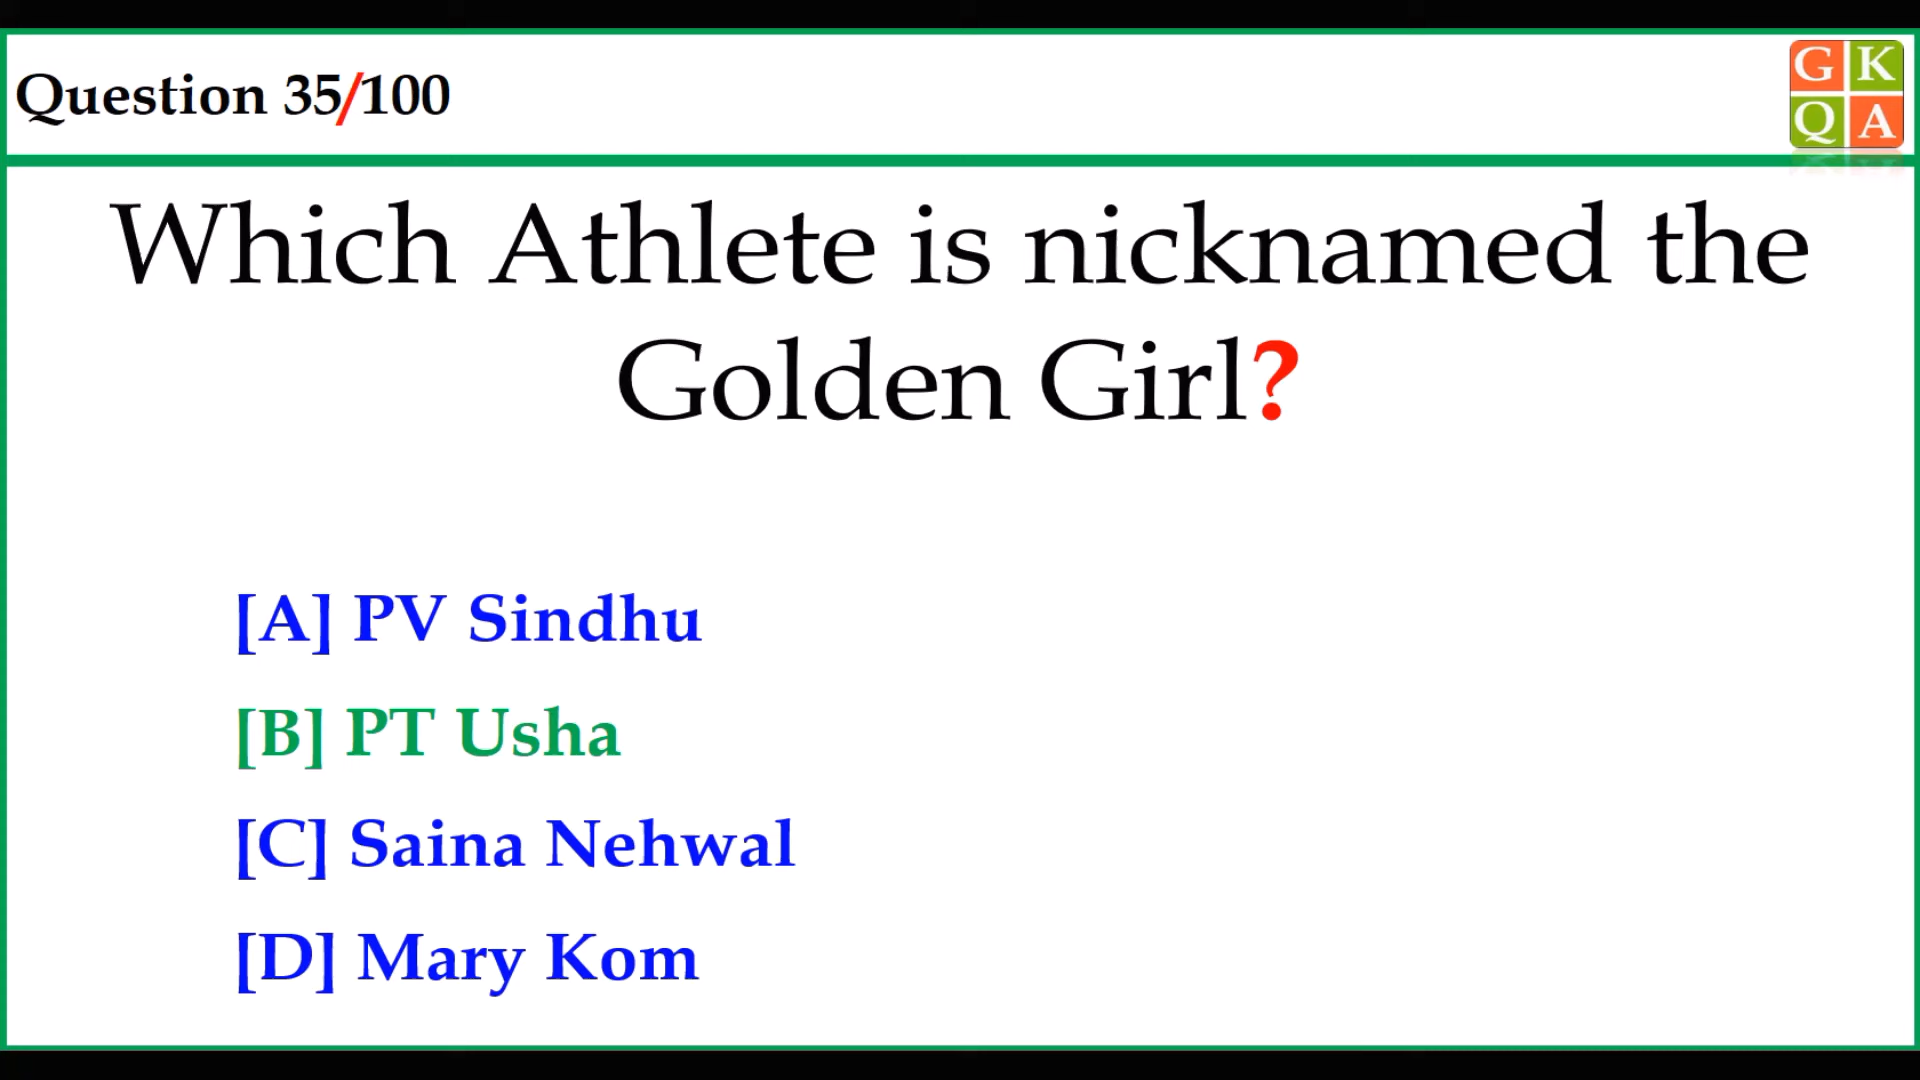 Question 35/100
G K
Q A
Which Athlete is nicknamed the
Golden Girl?
[A] PV Sindhu
[B] PT Usha
[C] Saina Nehwal
[D] Mary Kom